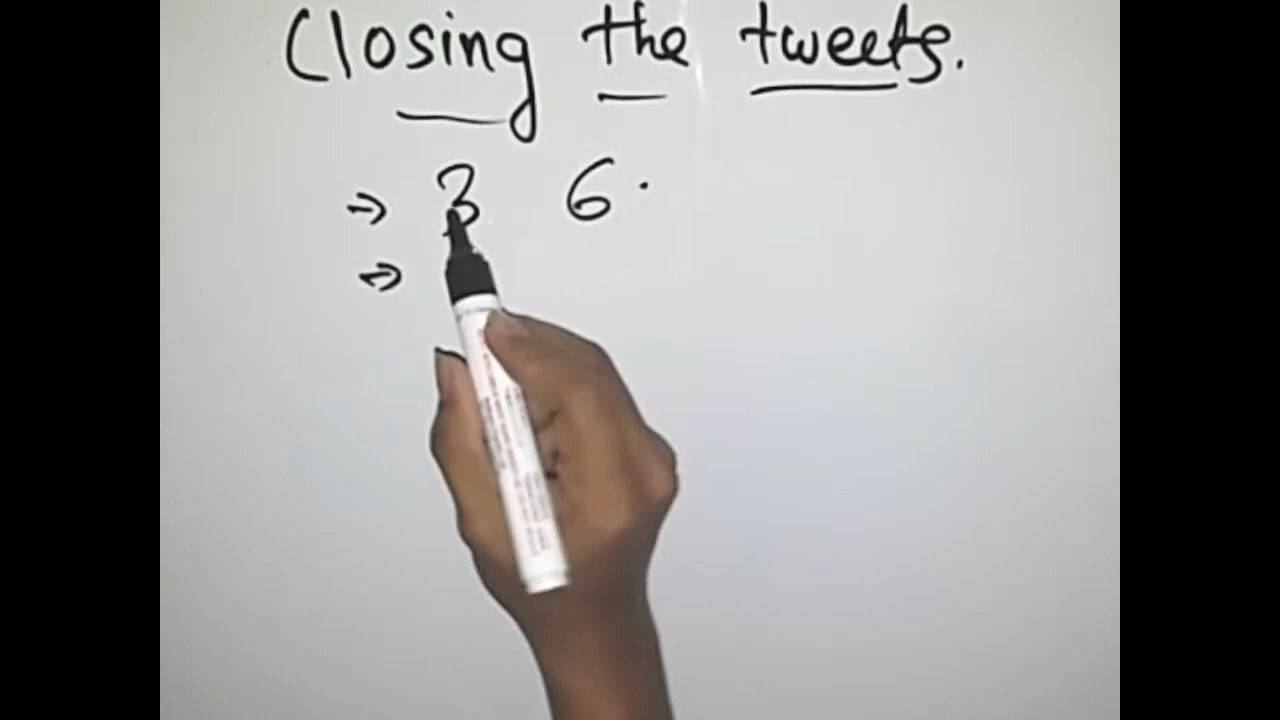 Closing the tweets.
⇒ 3 6.
⇒